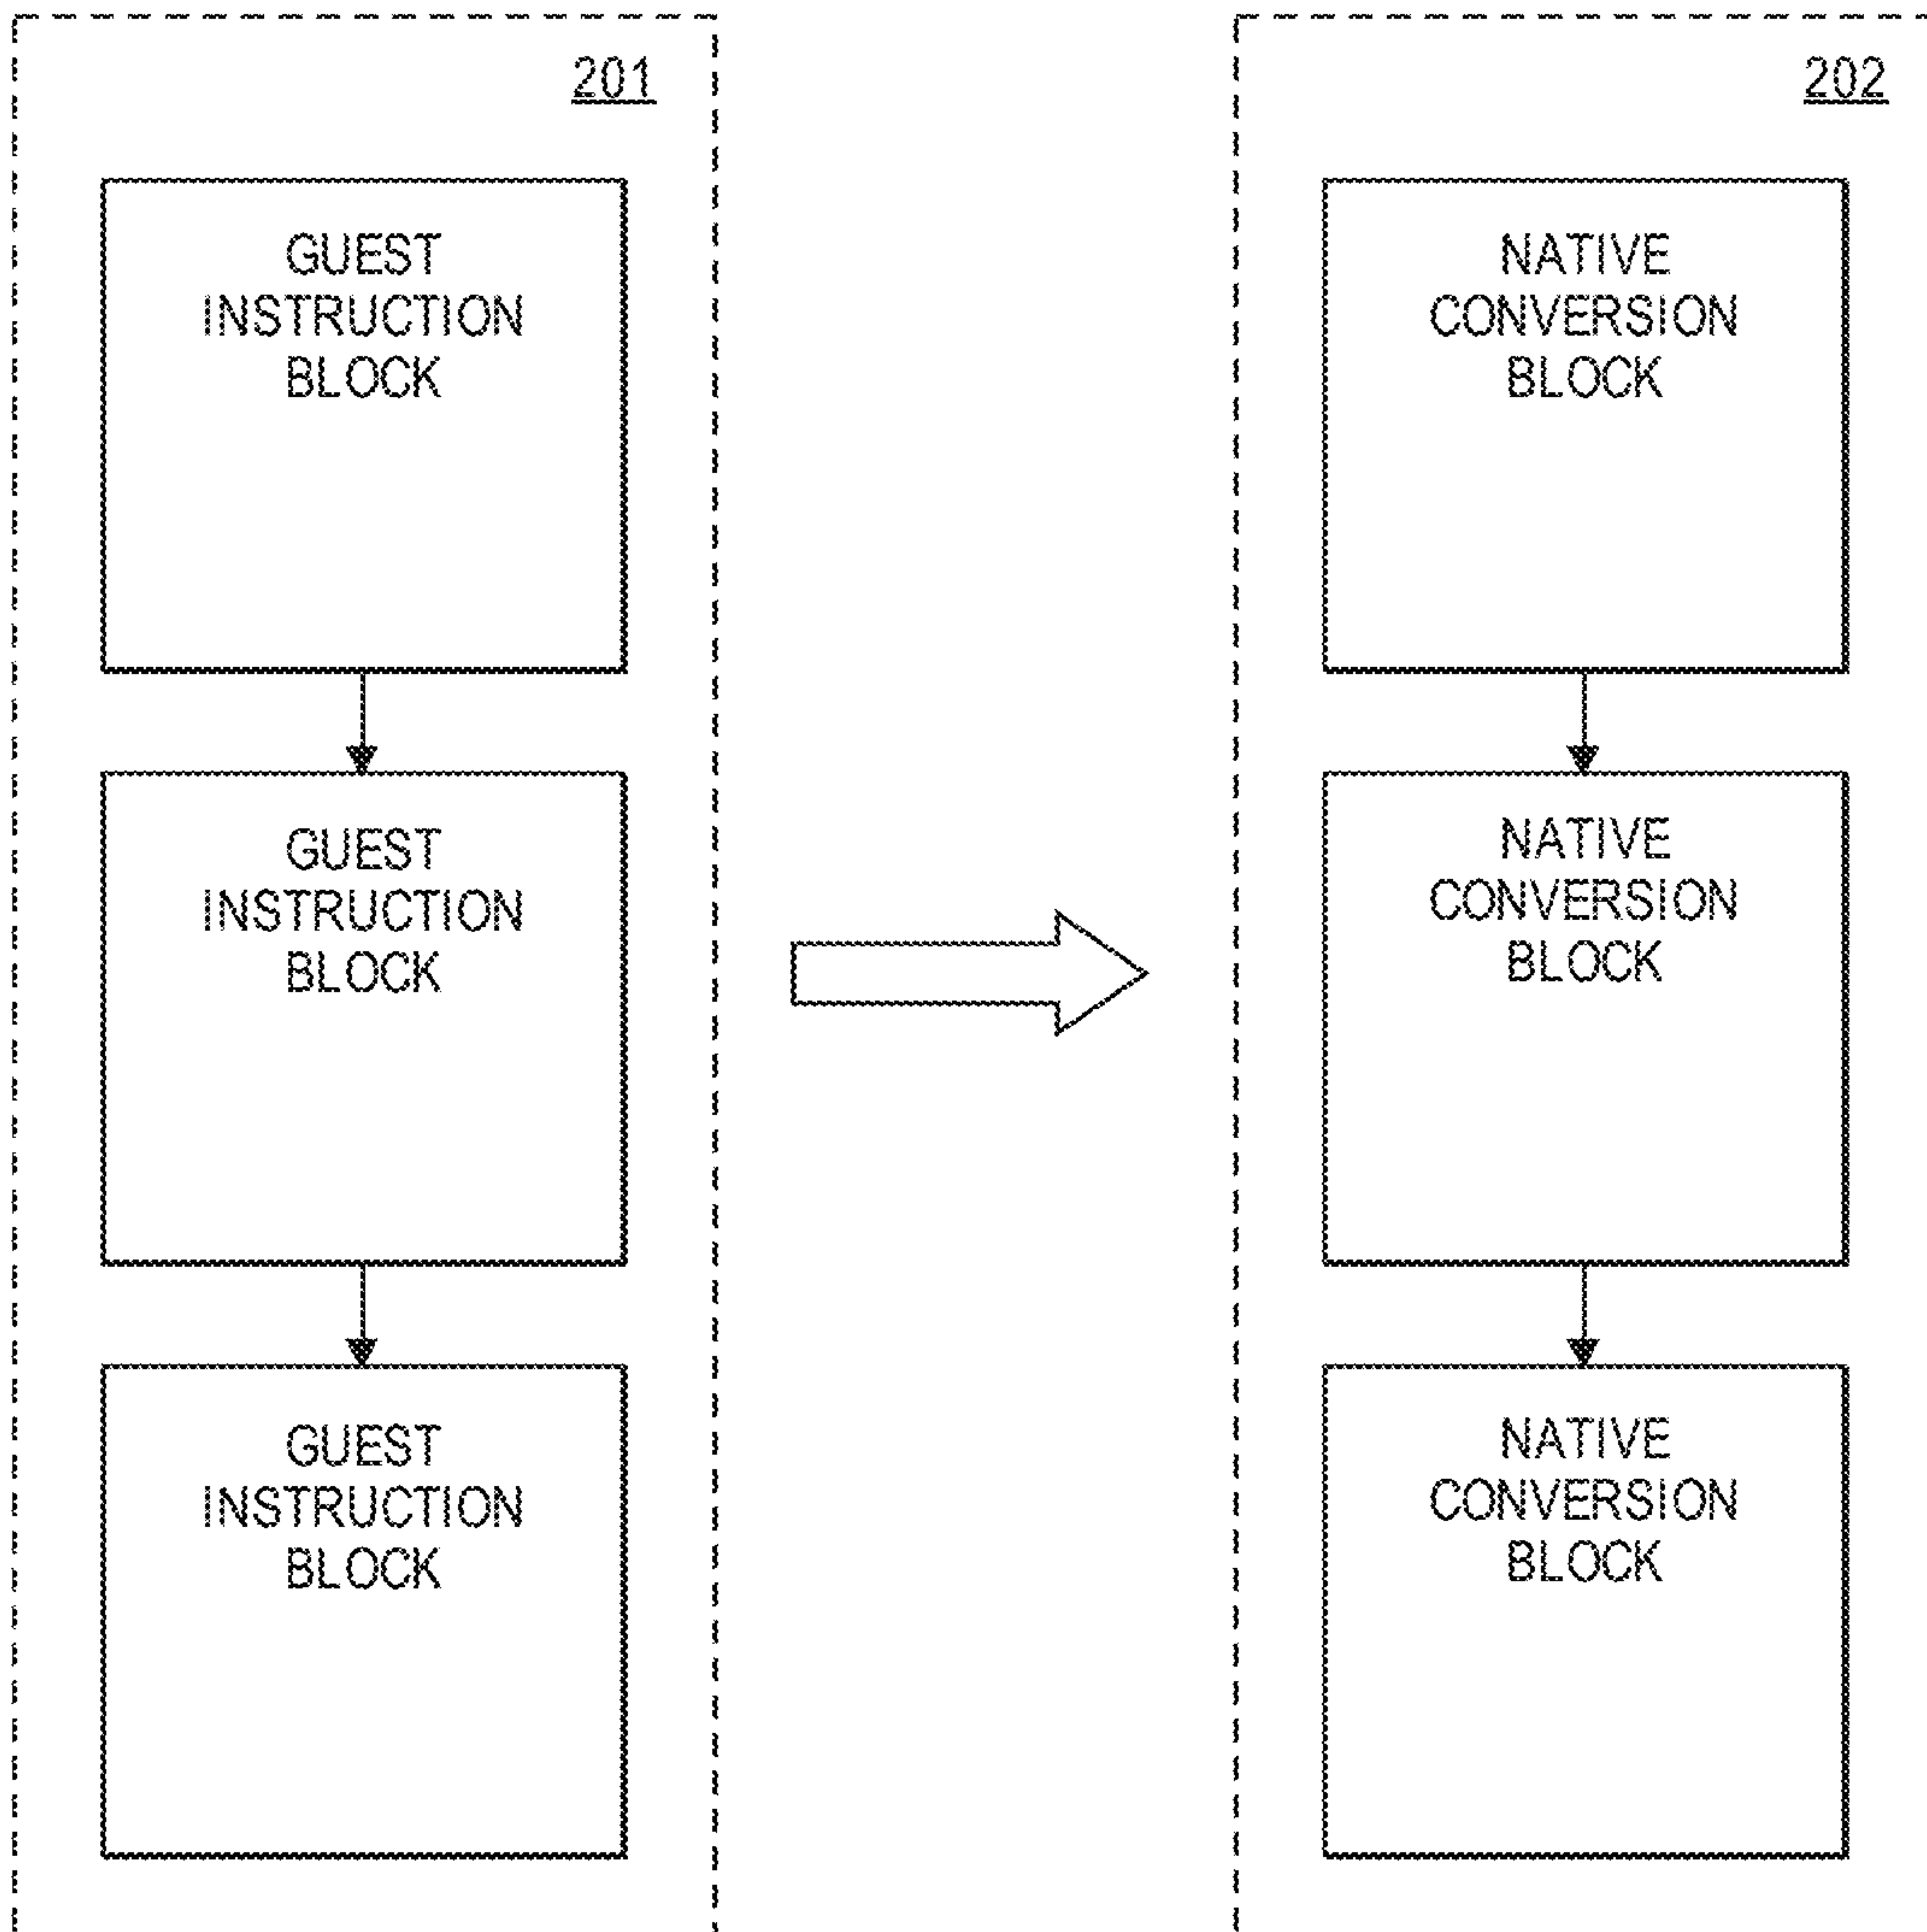 201
GUEST
INSTRUCTION
BLOCK
GUEST
INSTRUCTION
BLOCK
GUEST
INSTRUCTION
BLOCK
202
NATIVE
CONVERSION
BLOCK
NATIVE
CONVERSION
BLOCK
NATIVE
CONVERSION
BLOCK